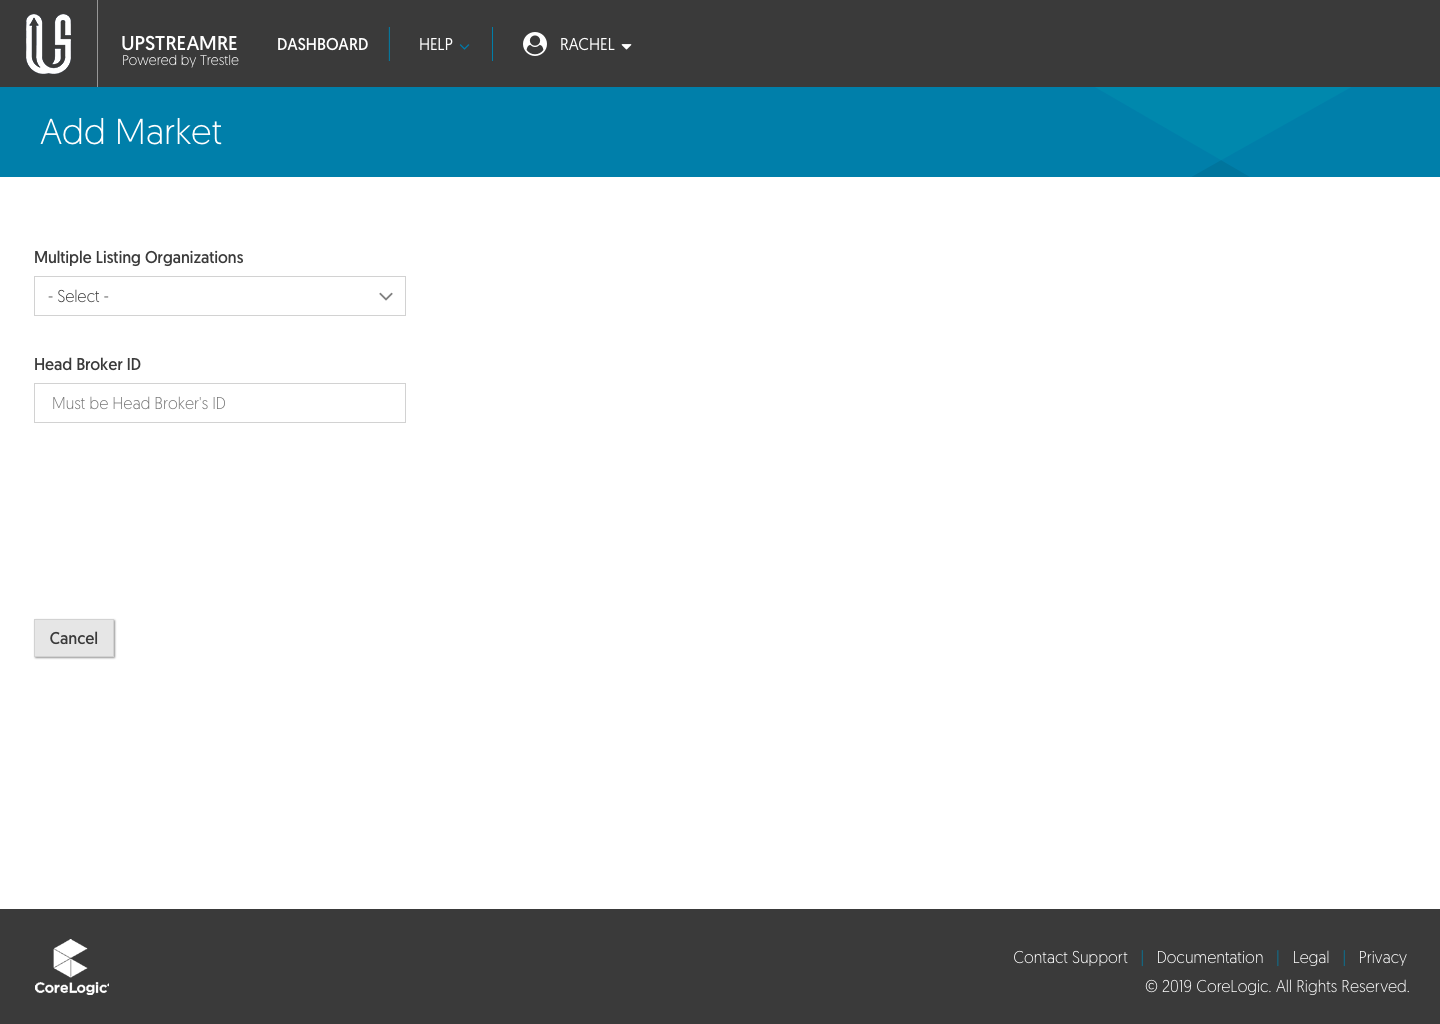 UPSTREAMRE
Powered by Trestle
DASHBOARD
HELP
RACHEL
Add Market
Multiple Listing Organizations
- Select -
Head Broker ID
Must be Head Broker's ID
Cancel
CoreLogic
Contact Support | Documentation | Legal | Privacy
© 2019 CoreLogic. All Rights Reserved.